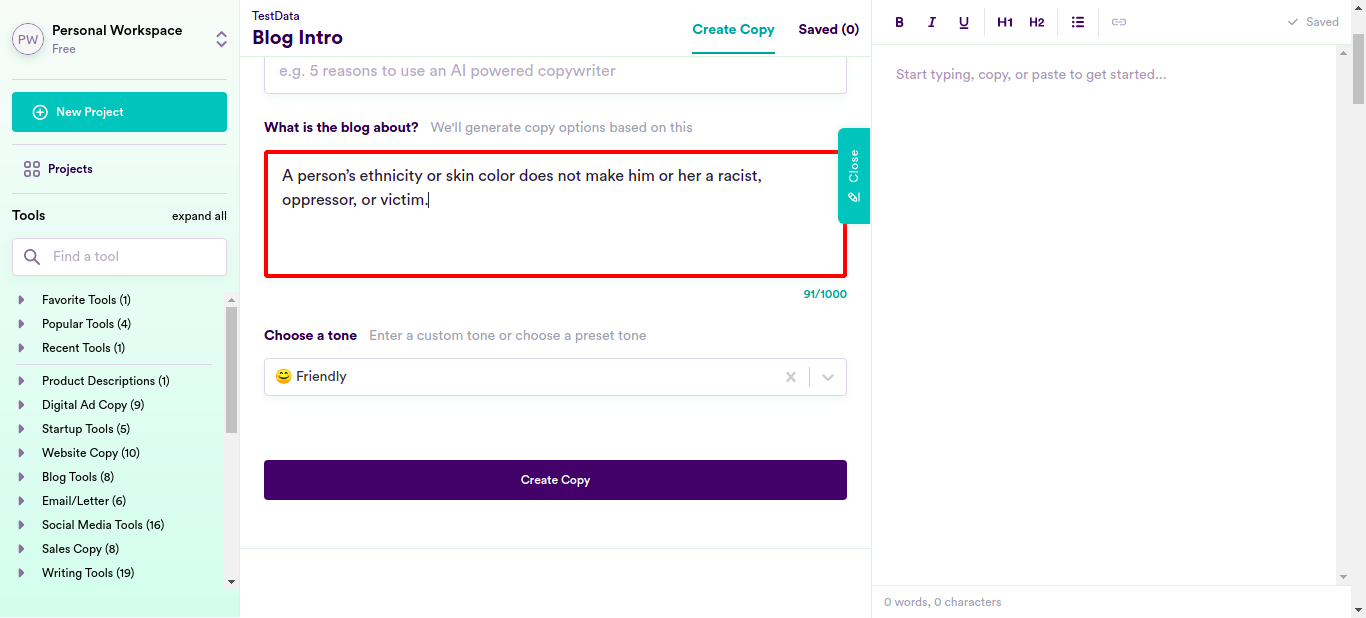 PW
Personal Workspace
Free
New Project
Projects
Tools
expand all
Find a tool
Favorite Tools (1)
Popular Tools (4)
Recent Tools (1)
Product Descriptions (1)
Digital Ad Copy (9)
Startup Tools (5)
Website Copy (10)
Blog Tools (8)
Email/Letter (6)
Social Media Tools (16)
Sales Copy (8)
Writing Tools (19)
TestData
Blog Intro
Create Copy
Saved (0)
e.g. 5 reasons to use an AI powered copywriter
What is the blog about? We'll generate copy options based on this
A person’s ethnicity or skin color does not make him or her a racist,
oppressor, or victim.
Close
91/1000
Choose a tone Enter a custom tone or choose a preset tone
😊 Friendly
Create Copy
B I U H1 H2
Saved
Start typing, copy, or paste to get started...
0 words, 0 characters